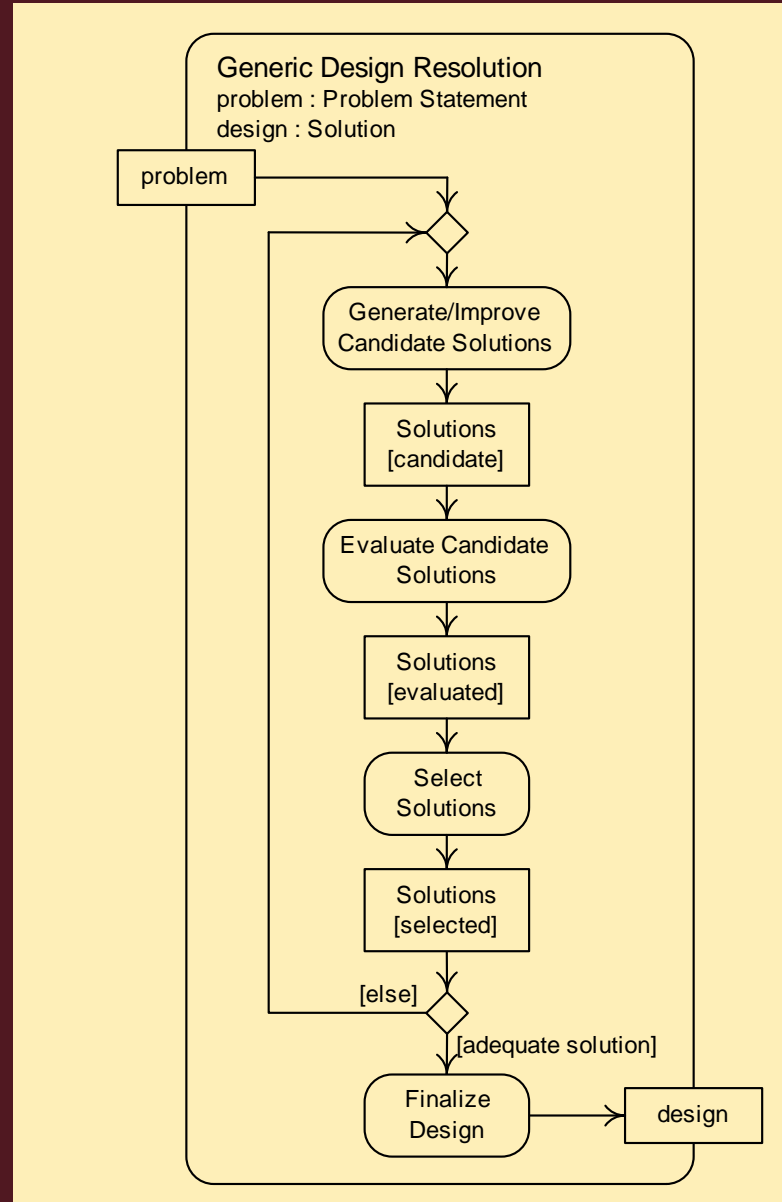 Generic Design Resolution
problem : Problem Statement
design : Solution
problem
Generate/Improve
Candidate Solutions
Solutions
[candidate]
Evaluate Candidate
Solutions
Solutions
[evaluated]
Select
Solutions
Solutions
[selected]
[else]
[adequate solution]
Finalize
Design
design